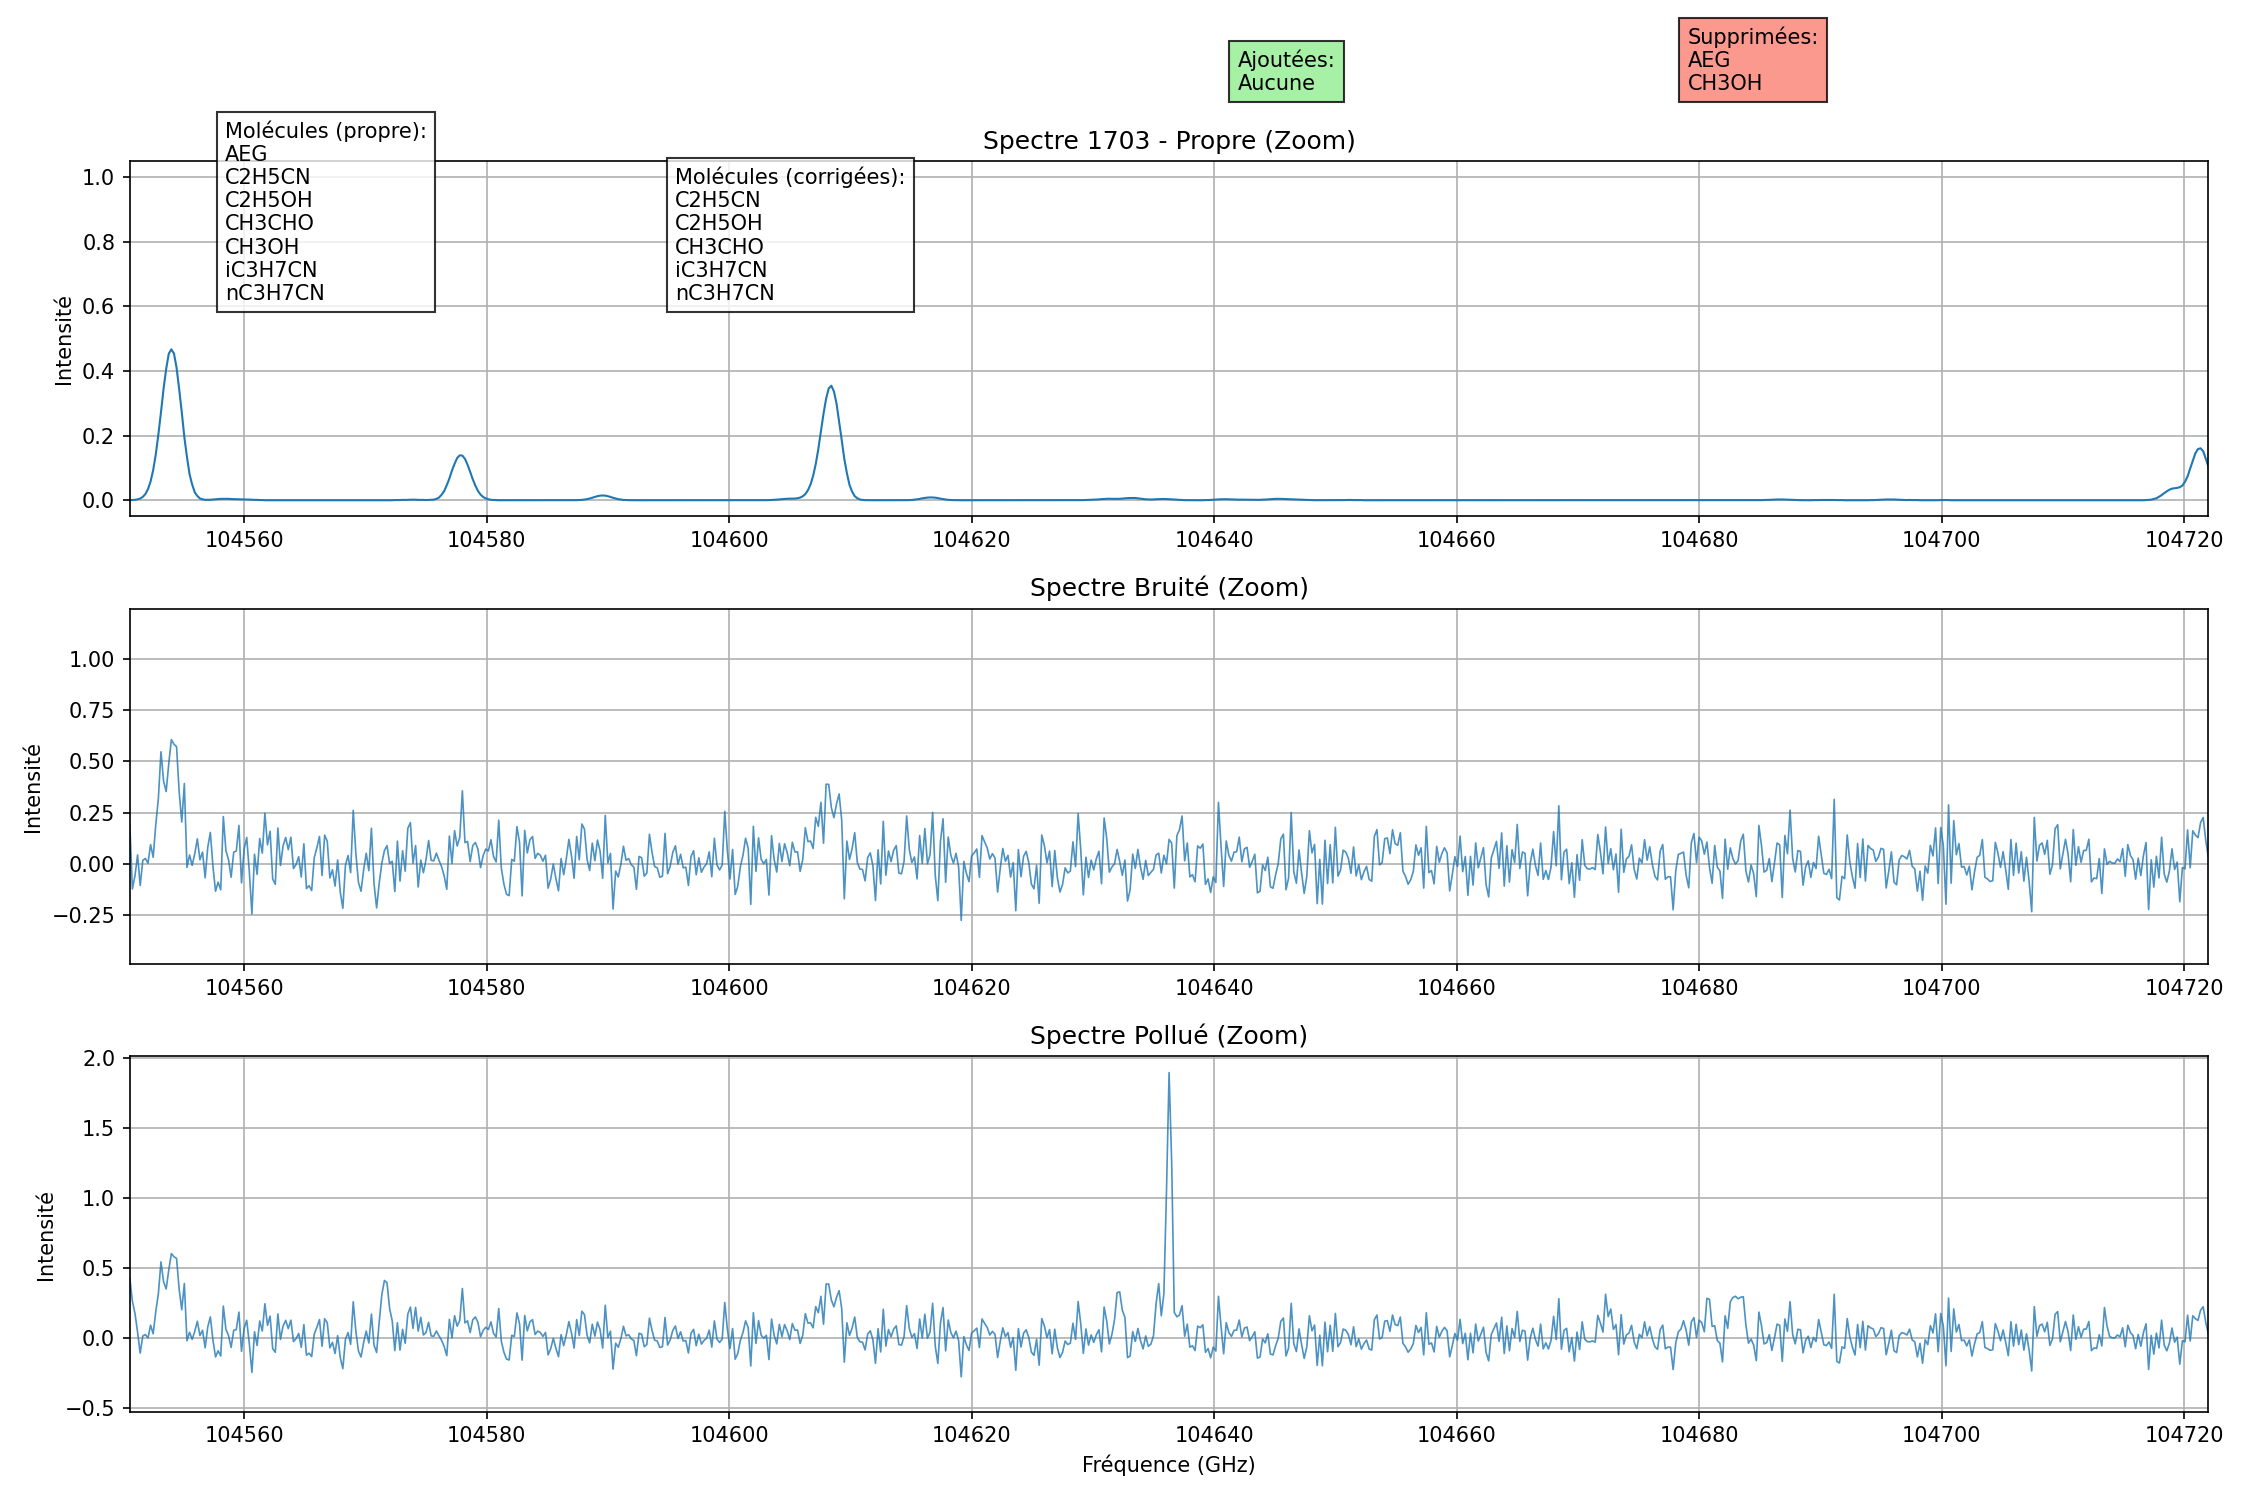 Ajoutées:
Aucune
Supprimées:
AEG
CH3OH
Molécules (propre):
AEG
C2H5CN
C2H5OH
CH3CHO
CH3OH
iC3H7CN
nC3H7CN
Molécules (corrigées):
C2H5CN
C2H5OH
CH3CHO
iC3H7CN
nC3H7CN
Spectre 1703 - Propre (Zoom)
Intensité
1.0
0.8
0.6
0.4
0.2
0.0
104560 104580 104600 104620 104640 104660 104680 104700 104720
Spectre Bruité (Zoom)
Intensité
1.00
0.75
0.50
0.25
0.00
−0.25
104560 104580 104600 104620 104640 104660 104680 104700 104720
Spectre Pollué (Zoom)
Intensité
2.0
1.5
1.0
0.5
0.0
−0.5
104560 104580 104600 104620 104640 104660 104680 104700 104720
Fréquence (GHz)